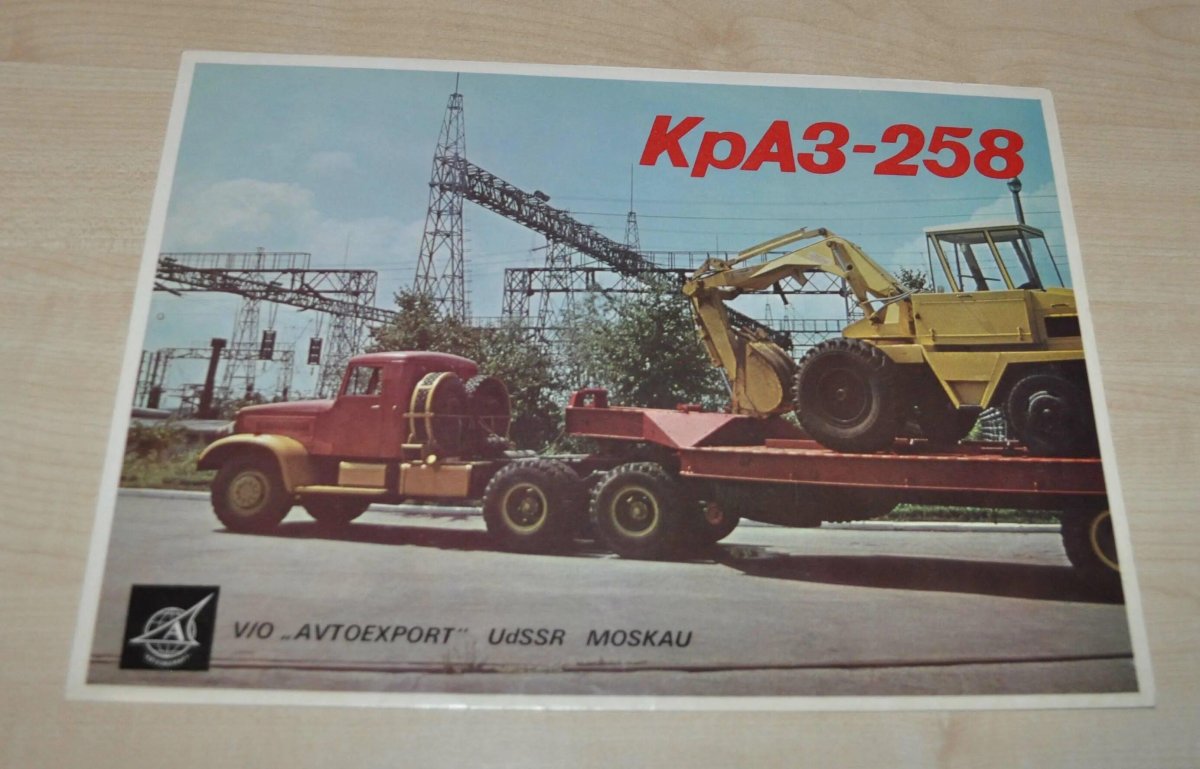 КрАЗ-258
V/O „AVTOEXPORT" UdSSR MOSKAU